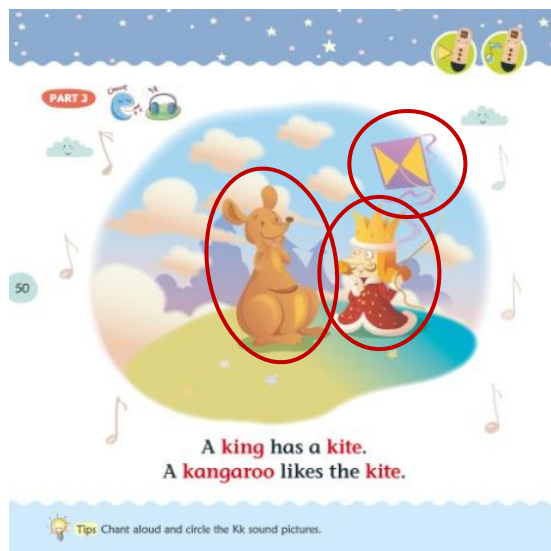 PART 3
50
A king has a kite.
A kangaroo likes the kite.
Tips Chant aloud and circle the Kk sound pictures.